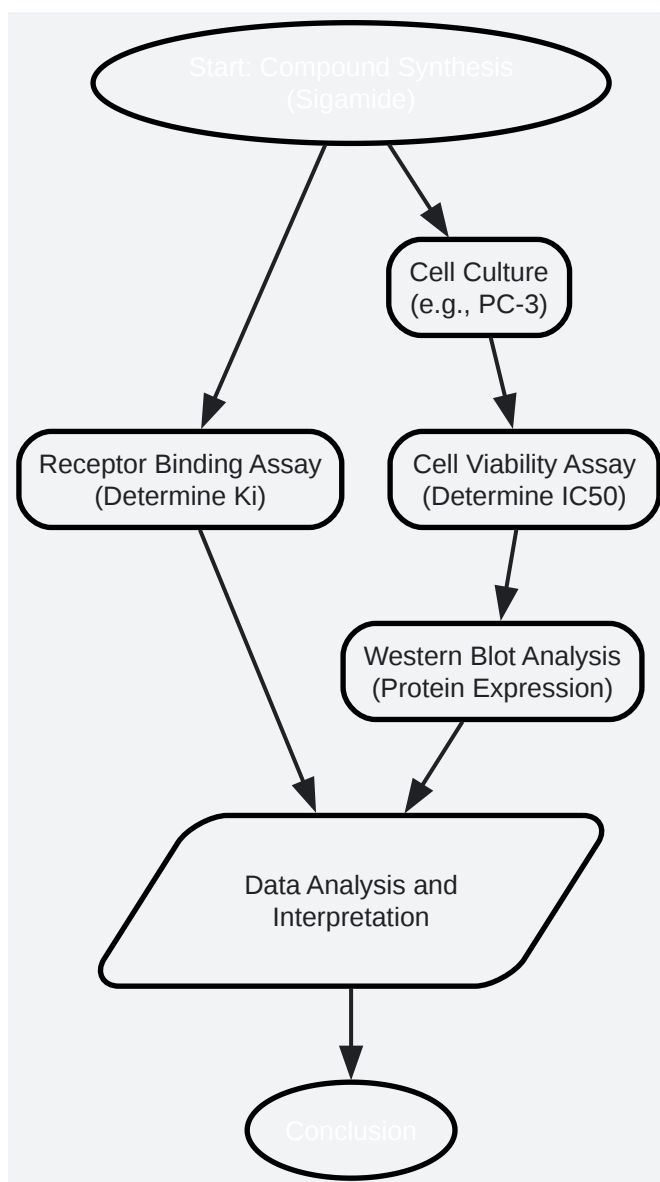 Start: Compound Synthesis
(Sigamide)
Cell Culture
(e.g., PC-3)
Receptor Binding Assay
(Determine Ki)
Cell Viability Assay
(Determine IC50)
Western Blot Analysis
(Protein Expression)
Data Analysis and
Interpretation
Conclusion